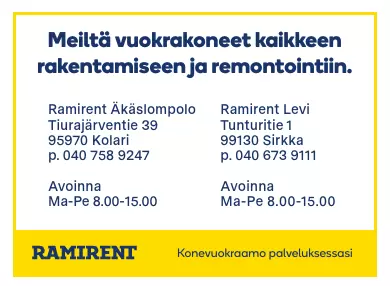 Meiltä vuokrakoneet kaikkeen
rakentamiseen ja remontointiin.
Ramirent Äkäslompolo
Tiurajärventie 39
95970 Kolari
p. 040 758 9247
Avoinna
Ma-Pe 8.00-15.00
Ramirent Levi
Tunturitie 1
99130 Sirkka
p. 040 673 9111
Avoinna
Ma-Pe 8.00-15.00
RAMIRENT
Konevuokraamo palveluksessasi